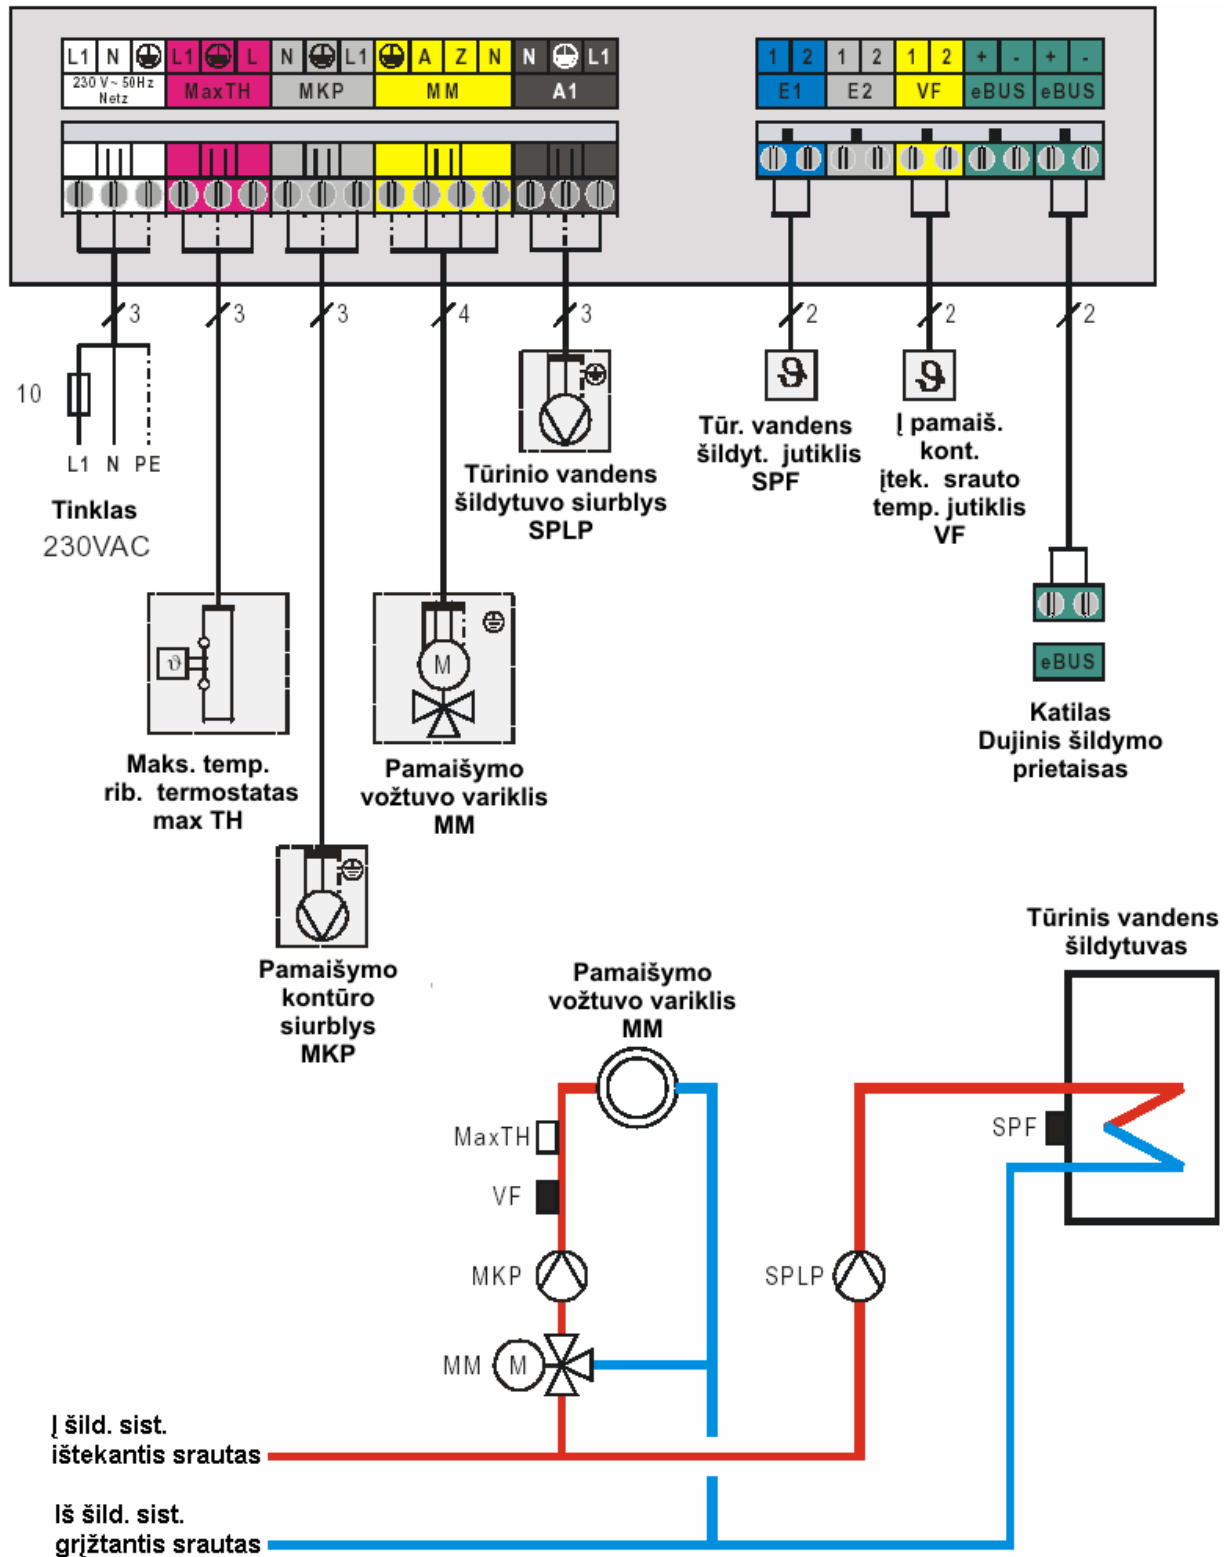 L1 N L1 L N L1 A Z N N L1
230 V~ 50Hz
Netz
MaxTH MKP MM A1
1 2 1 2 1 2 + - + -
E1 E2 VF eBUS eBUS
3 3 3 4 3 2 2 2
10
L1 N PE
Tinklas
230VAC
Tūrinio vandens
šildytuvo siurblys
SPLP
ϑ
Tūr. vandens
šildyt. jutiklis
SPF
ϑ
Į pamaiš.
kont.
įtek. srauto
temp. jutiklis
VF
eBUS
Katilas
Dujinis šildymo
prietaisas
ϑ
Maks. temp.
rib. termostatas
max TH
M
Pamaišymo
vožtuvo variklis
MM
Pamaišymo
kontūro
siurblys
MKP
Pamaišymo
vožtuvo variklis
MM
Tūrinis vandens
šildytuvas
MaxTH
SPF
VF
MKP
SPLP
MM M
Į šild. sist.
ištekantis srautas
Iš šild. sist.
grįžtantis srautas